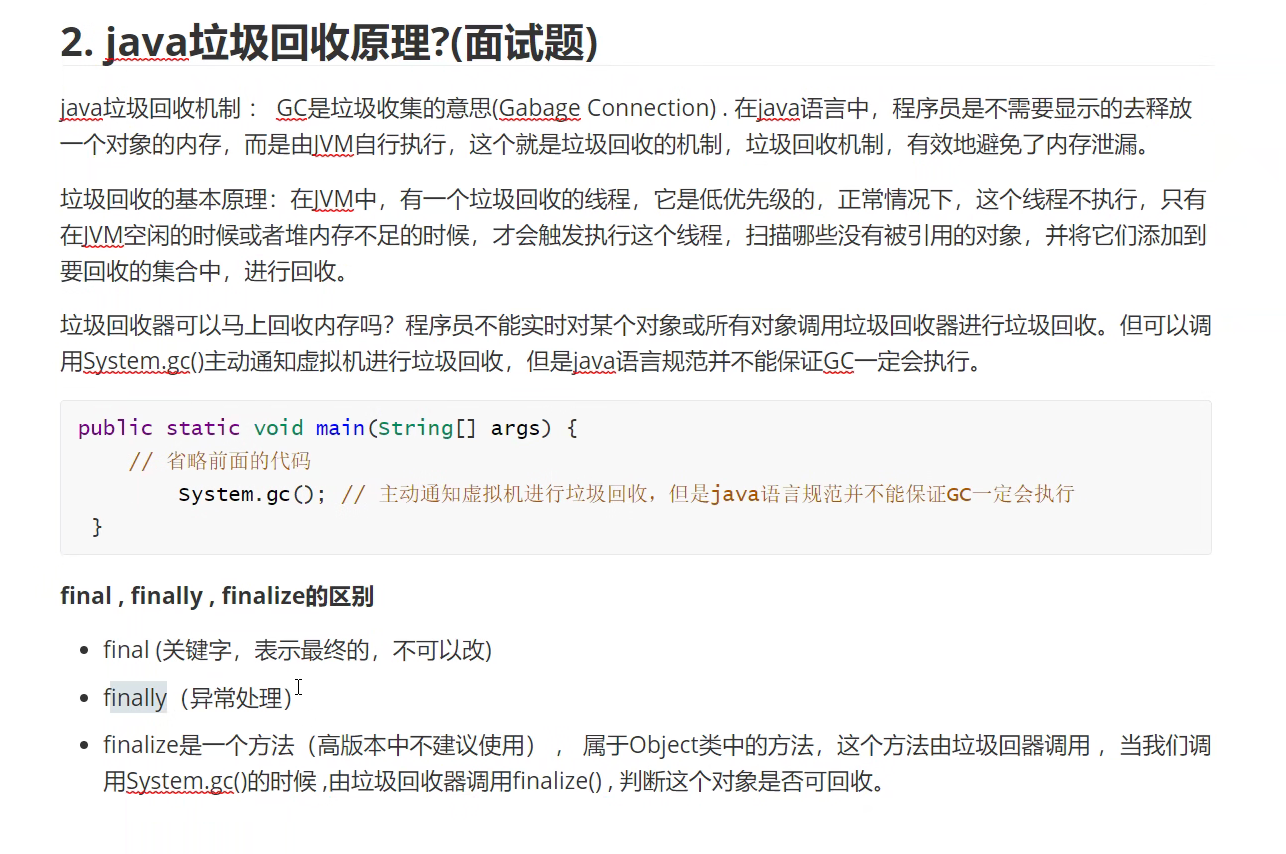 2. java垃圾回收原理?(面试题)
java垃圾回收机制 ： GC是垃圾收集的意思(Gabage Connection) . 在java语言中，程序员是不需要显示的去释放
一个对象的内存，而是由JVM自行执行，这个就是垃圾回收的机制，垃圾回收机制，有效地避免了内存泄漏。
垃圾回收的基本原理：在JVM中，有一个垃圾回收的线程，它是低优先级的，正常情况下，这个线程不执行，只有
在JVM空闲的时候或者堆内存不足的时候，才会触发执行这个线程，扫描哪些没有被引用的对象，并将它们添加到
要回收的集合中，进行回收。
垃圾回收器可以马上回收内存吗？程序员不能实时对某个对象或所有对象调用垃圾回收器进行垃圾回收。但可以调
用System.gc()主动通知虚拟机进行垃圾回收，但是java语言规范并不能保证GC一定会执行。
public static void main(String[] args) {
// 省略前面的代码
System.gc(); // 主动通知虚拟机进行垃圾回收，但是java语言规范并不能保证GC一定会执行
}
final , finally , finalize的区别
• final (关键字，表示最终的，不可以改)
• finally（异常处理）
• finalize是一个方法（高版本中不建议使用） ， 属于Object类中的方法，这个方法由垃圾回器调用 ，当我们调
用System.gc()的时候 ,由垃圾回收器调用finalize() , 判断这个对象是否可回收。